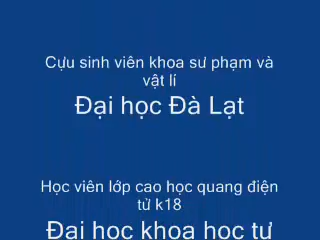 Cựu sinh viên khoa sư phạm và
vật lí
Đại học Đà Lạt
Học viên lớp cao học quang điện
tử k18
Đại học khoa học tự